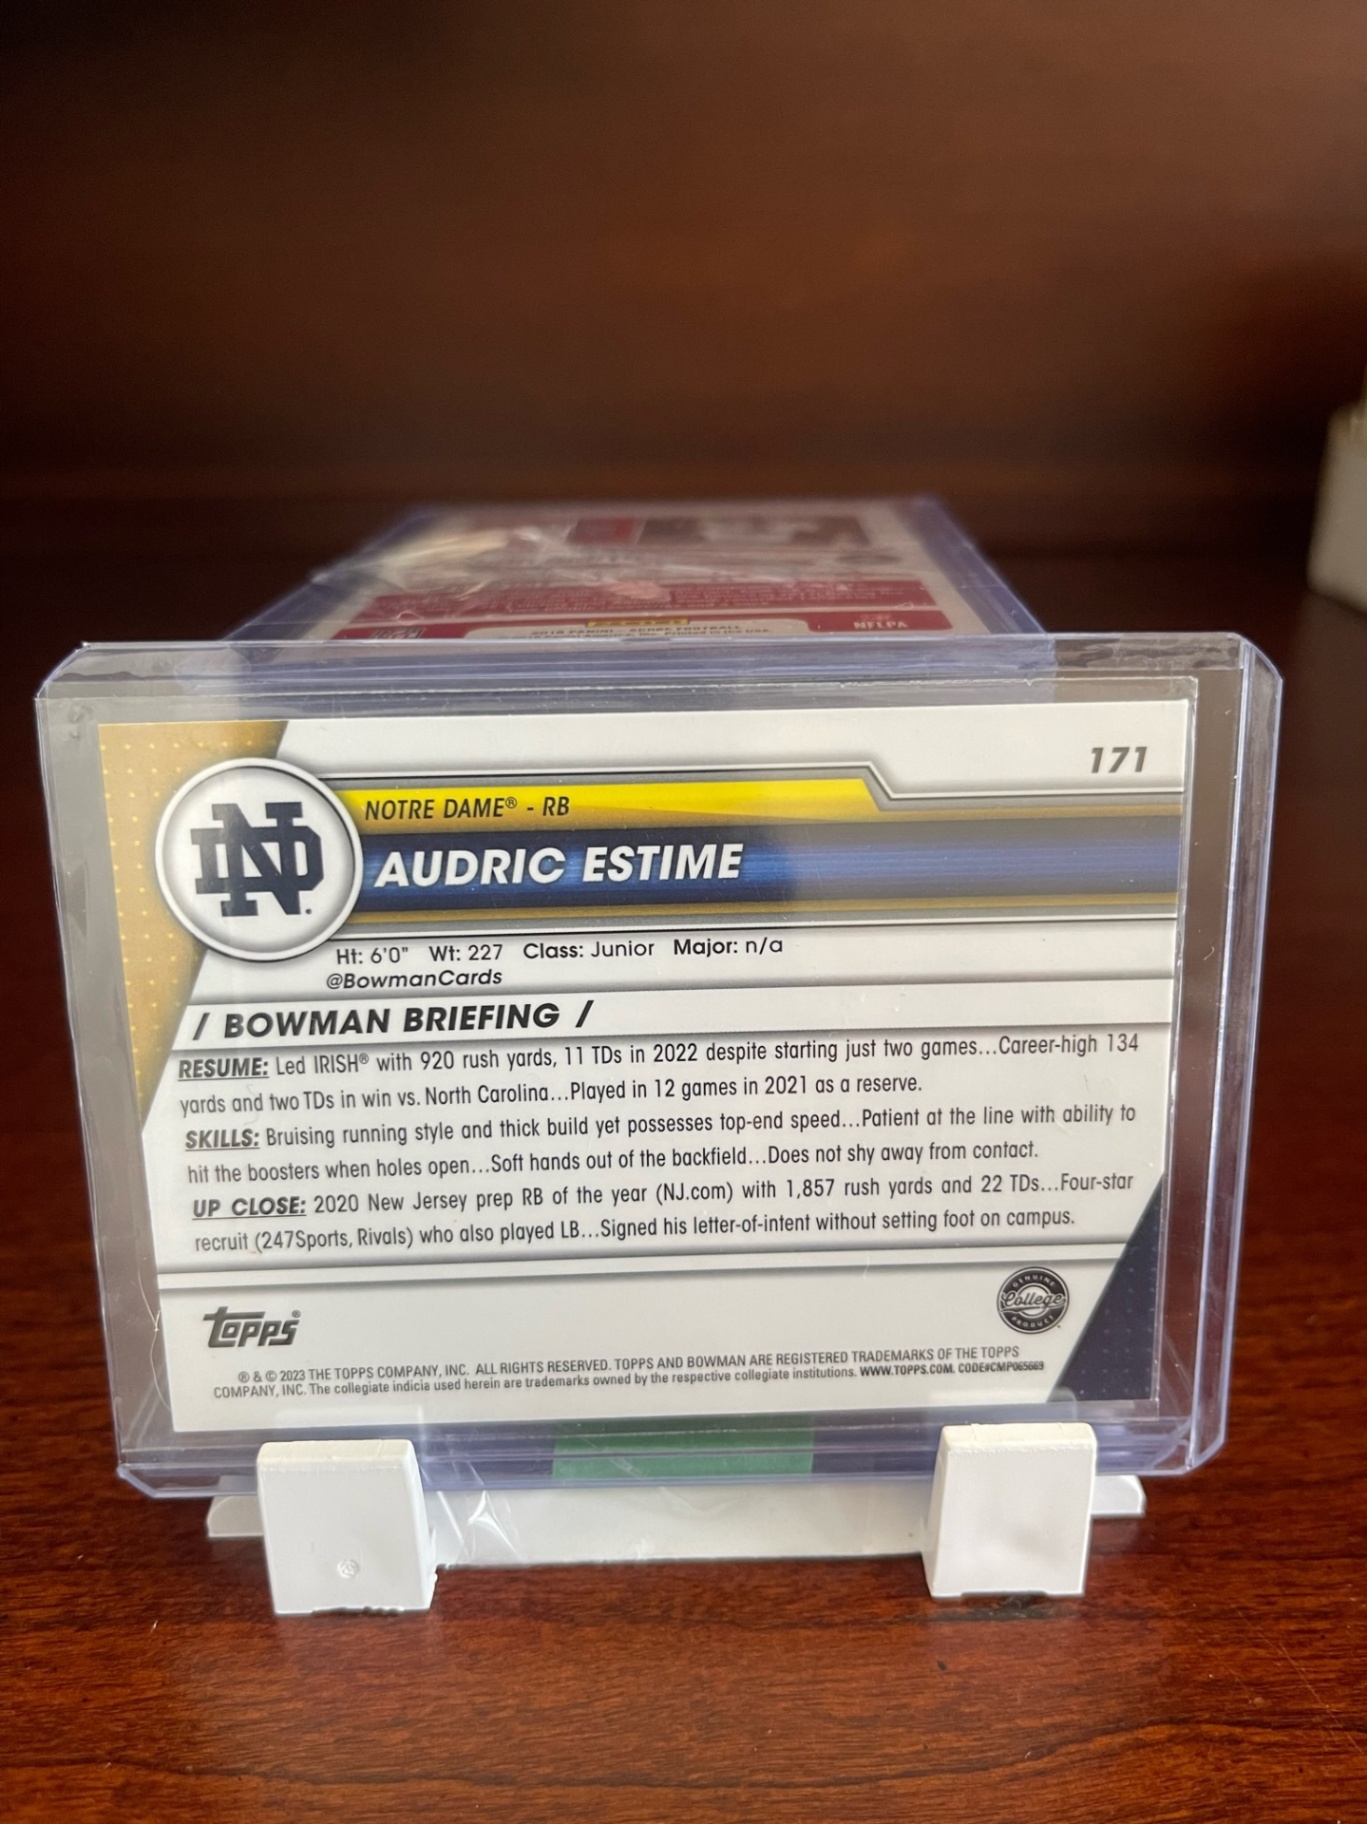 NFLPA
171
NOTRE DAME® - RB
AUDRIC ESTIME
Ht: 6'0" Wt: 227 Class: Junior Major: n/a
@BowmanCards
/ BOWMAN BRIEFING /
RESUME: Led IRISH® with 920 rush yards, 11 TDs in 2022 despite starting just two games...Career-high 134
yards and two TDs in win vs. North Carolina...Played in 12 games in 2021 as a reserve.
SKILLS: Bruising running style and thick build yet possesses top-end speed...Patient at the line with ability to
hit the boosters when holes open...Soft hands out of the backfield...Does not shy away from contact.
UP CLOSE: 2020 New Jersey prep RB of the year (NJ.com) with 1,857 rush yards and 22 TDs...Four-star
recruit (247Sports, Rivals) who also played LB...Signed his letter-of-intent without setting foot on campus.
GENUINE
College
PRODUCT
topps®
® & © 2023 THE TOPPS COMPANY, INC. ALL RIGHTS RESERVED. TOPPS AND BOWMAN ARE REGISTERED TRADEMARKS OF THE TOPPS
COMPANY, INC. The collegiate indicia used herein are trademarks owned by the respective collegiate institutions. WWW.TOPPS.COM. CODE#CMP065669